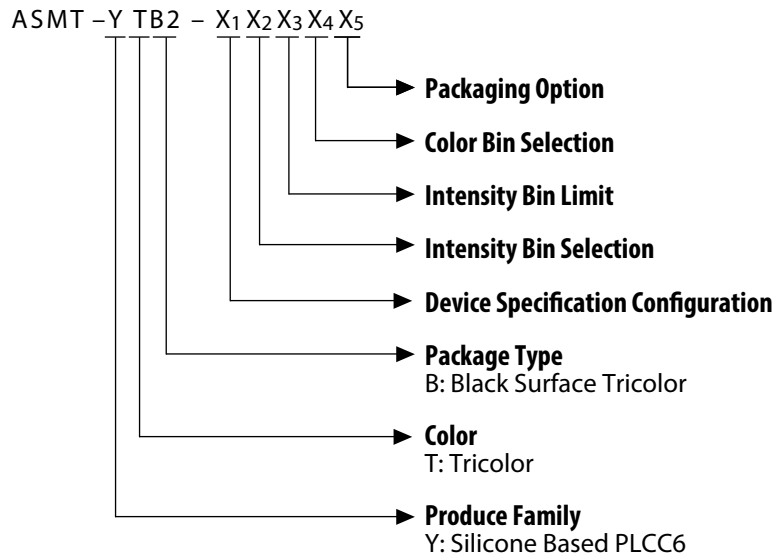 ASMT – Y T B 2 – X1 X2 X3 X4 X5
Packaging Option
Color Bin Selection
Intensity Bin Limit
Intensity Bin Selection
Device Specification Configuration
Package Type
B: Black Surface Tricolor
Color
T: Tricolor
Produce Family
Y: Silicone Based PLCC6